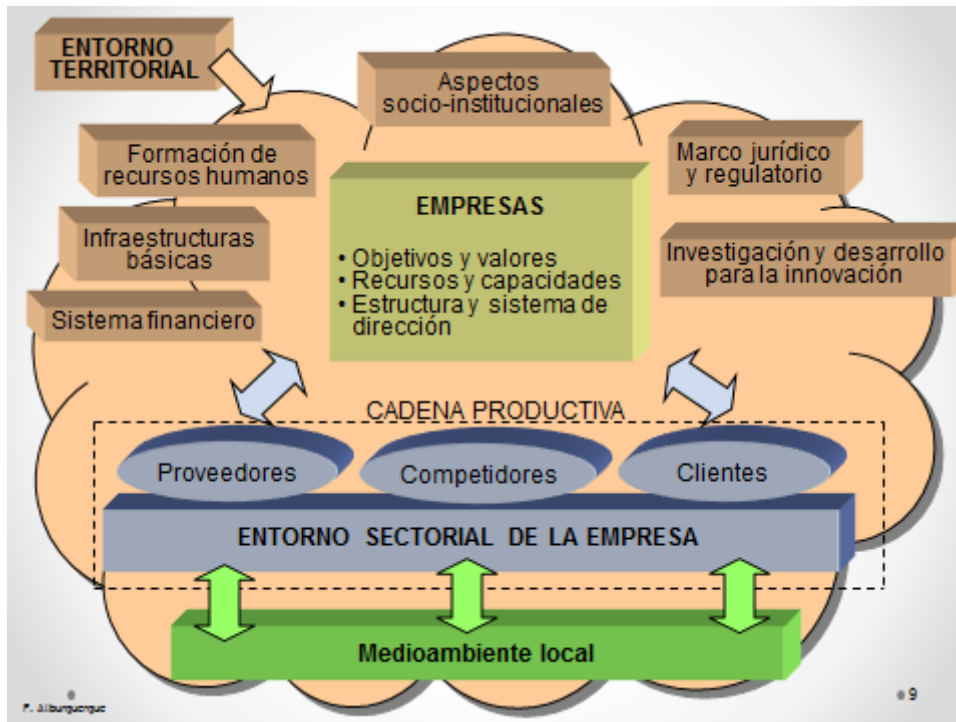 ENTORNO
TERRITORIAL
Aspectos
socio-institucionales
Formación de
recursos humanos
Marco jurídico
y regulatorio
EMPRESAS
• Objetivos y valores
• Recursos y capacidades
• Estructura y sistema de
dirección
Infraestructuras
básicas
Investigación y desarrollo
para la innovación
Sistema financiero
CADENA PRODUCTIVA
Proveedores
Competidores
Clientes
ENTORNO SECTORIAL DE LA EMPRESA
Medioambiente local
F. Alburquerque
9